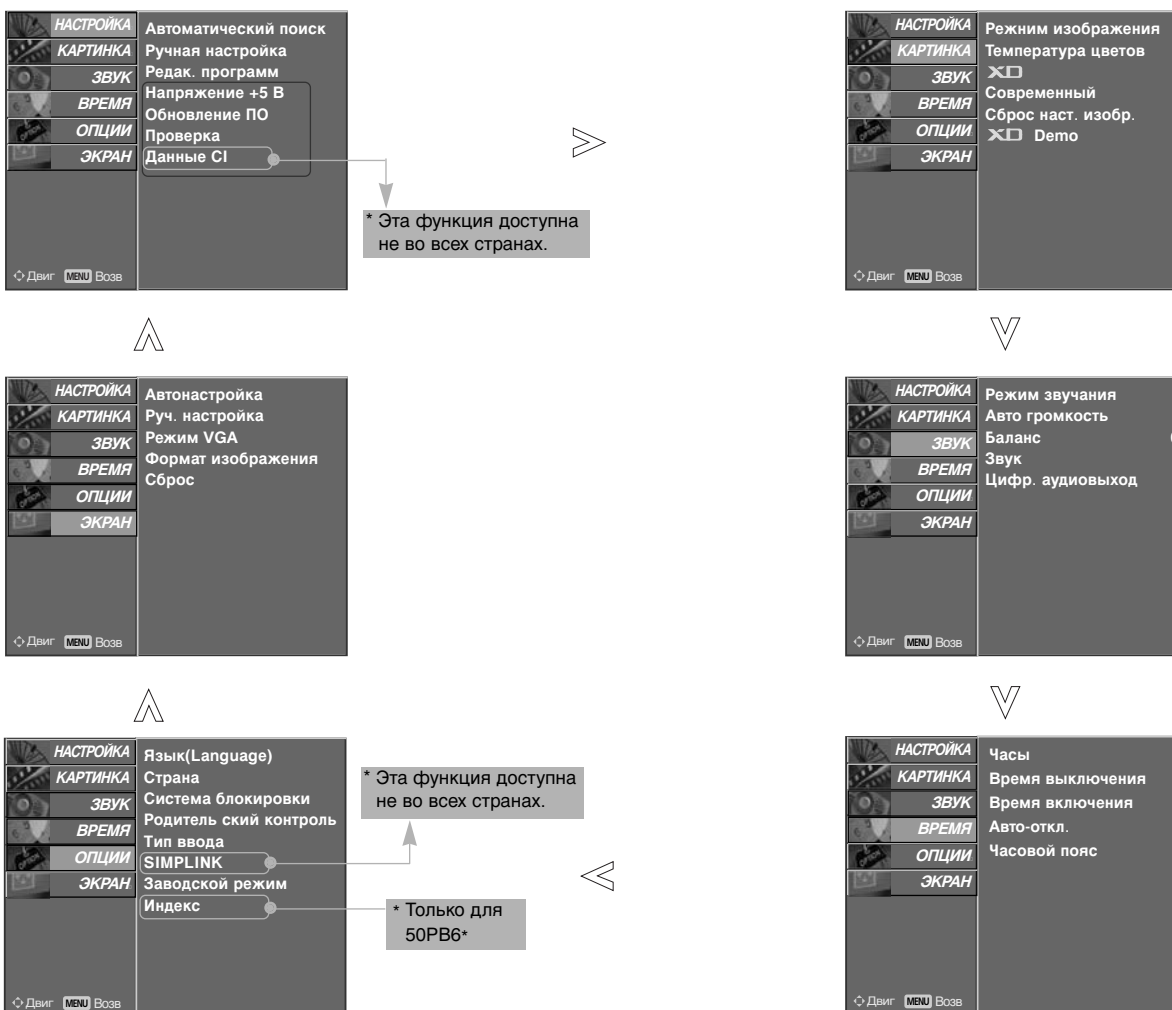 НАСТРОЙКА
КАРТИНКА
ЗВУК
ВРЕМЯ
ОПЦИИ
ЭКРАН
Автоматический поиск
Ручная настройка
Редак. программ
Напряжение +5 В
Обновление ПО
Проверка
Данные CI
Двиг MENU Возв
* Эта функция доступна
не во всех странах.
НАСТРОЙКА
КАРТИНКА
ЗВУК
ВРЕМЯ
ОПЦИИ
ЭКРАН
Режним изображения
Температура цветов
XD
Современный
Сброс наст. изобр.
XD Demo
Двиг MENU Возв
НАСТРОЙКА
КАРТИНКА
ЗВУК
ВРЕМЯ
ОПЦИИ
ЭКРАН
Автонастройка
Руч. настройка
Режим VGA
Формат изображения
Сброс
Двиг MENU Возв
НАСТРОЙКА
КАРТИНКА
ЗВУК
ВРЕМЯ
ОПЦИИ
ЭКРАН
Режим звучания
Авто громкость
Баланс
Звук
Цифр. аудиовыход
Двиг MENU Возв
НАСТРОЙКА
КАРТИНКА
ЗВУК
ВРЕМЯ
ОПЦИИ
ЭКРАН
Язык(Language)
Страна
Система блокировки
Родитель ский контроль
Тип ввода
SIMPLINK
Заводской режим
Индекс
Двиг MENU Возв
* Эта функция доступна
не во всех странах.
* Только для
50PB6*
НАСТРОЙКА
КАРТИНКА
ЗВУК
ВРЕМЯ
ОПЦИИ
ЭКРАН
Часы
Время выключения
Время включения
Авто-откл.
Часовой пояс
Двиг MENU Возв